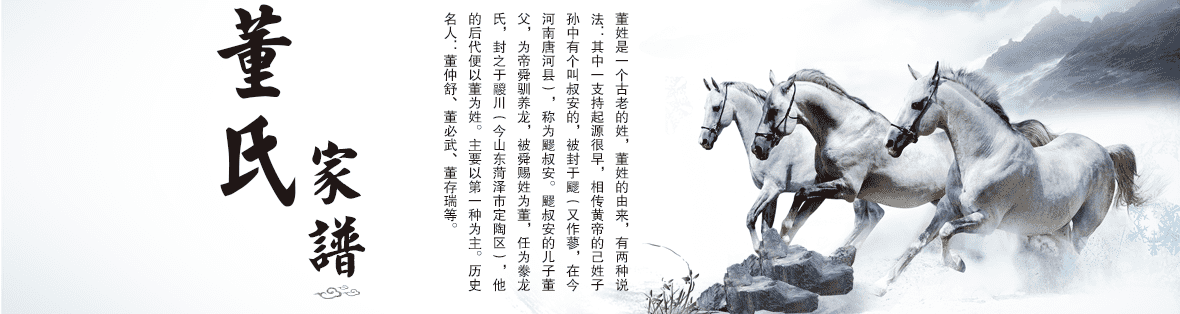 董氏
家譜
董姓是一个古老的姓，董姓的由来，有两种说
法：其中一支持起源很早，相传黄帝的己姓子
孙中有个叫叔安的，被封于飂（又作蓼，在今
河南唐河县），称为飂叔安。飂叔安的儿子董
父，为帝舜驯养龙，被舜赐姓为董，任为豢龙
氏，封之于鬷川（今山东菏泽市定陶区），他
的后代便以董为姓。主要以第一种为主。历史
名人：董仲舒、董必武、董存瑞等。